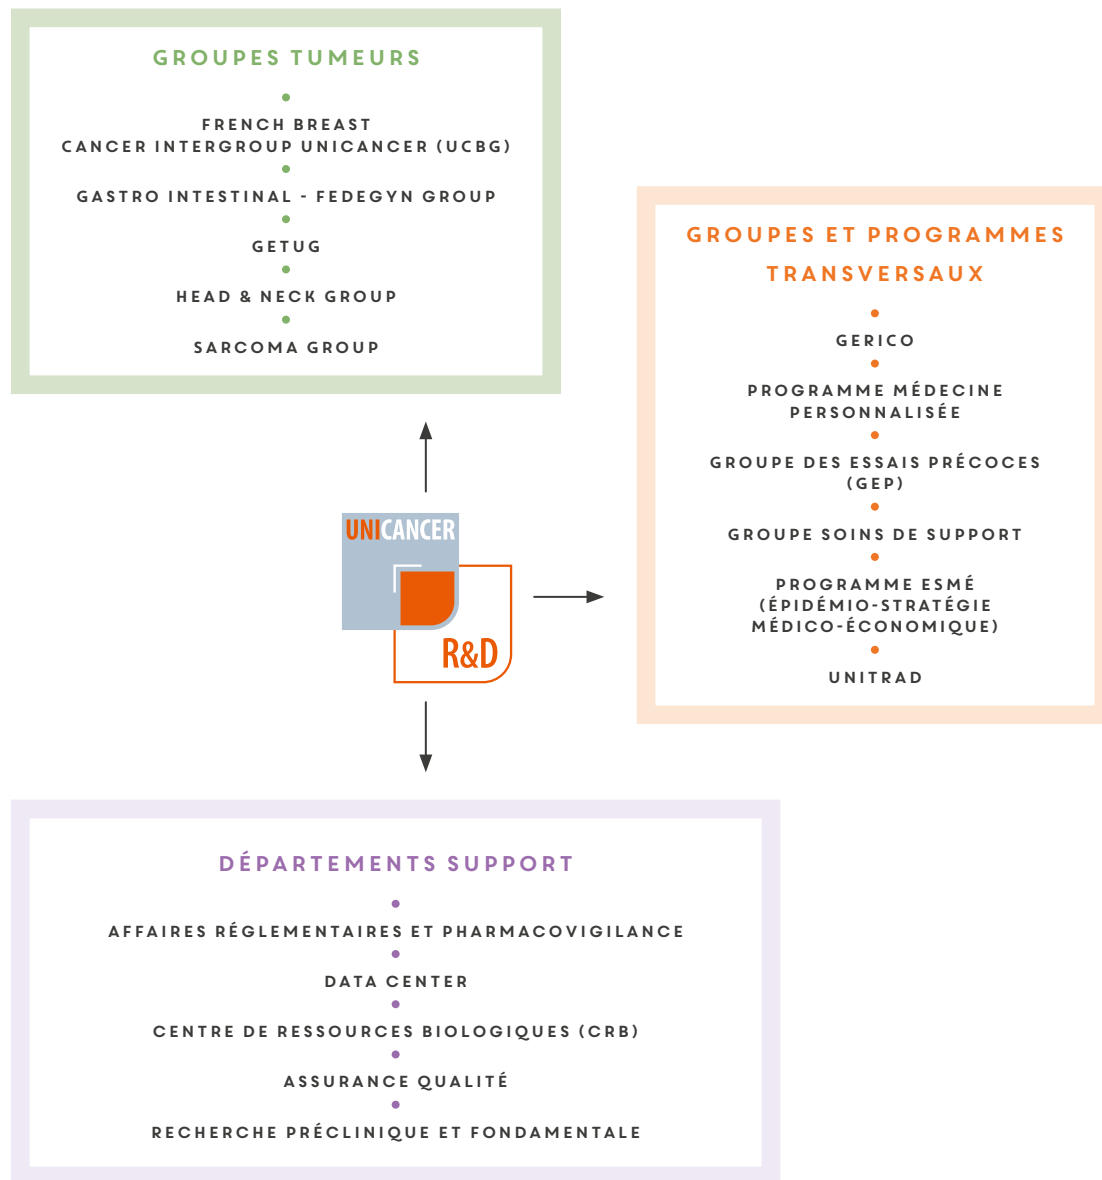 GROUPES TUMEURS
FRENCH BREAST
CANCER INTERGROUP UNICANCER (UCBG)
GASTRO INTESTINAL - FEDEGYN GROUP
GETUG
HEAD & NECK GROUP
SARCOMA GROUP
GROUPES ET PROGRAMMES
TRANSVERSAUX
GERICO
PROGRAMME MÉDECINE
PERSONNALISÉE
GROUPE DES ESSAIS PRÉCOCES
(GEP)
GROUPE SOINS DE SUPPORT
PROGRAMME ESMÉ
(ÉPIDÉMIO-STRATÉGIE
MÉDICO-ÉCONOMIQUE)
UNITRAD
UNICANCER
R&D
DÉPARTEMENTS SUPPORT
AFFAIRES RÉGLEMENTAIRES ET PHARMACOVIGILANCE
DATA CENTER
CENTRE DE RESSOURCES BIOLOGIQUES (CRB)
ASSURANCE QUALITÉ
RECHERCHE PRÉCLINIQUE ET FONDAMENTALE